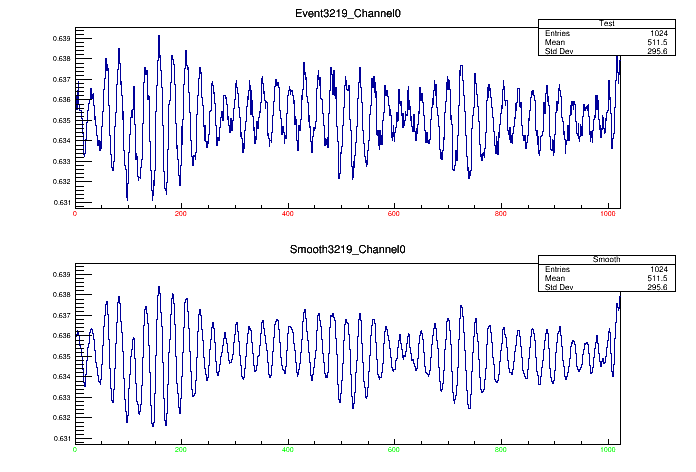 Event3219_Channel0
Test
Entries 1024
Mean 511.5
Std Dev 295.6
0.639
0.638
0.637
0.636
0.635
0.634
0.633
0.632
0.631
0 200 400 600 800 1000
Smooth3219_Channel0
Smooth
Entries 1024
Mean 511.5
Std Dev 295.6
0.639
0.638
0.637
0.636
0.635
0.634
0.633
0.632
0.631
0 200 400 600 800 1000